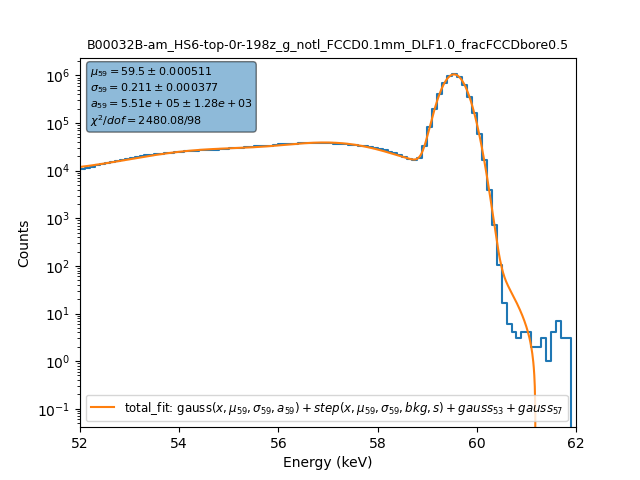 B00032B-am_HS6-top-0r-198z_g_notl_FCCD0.1mm_DLF1.0_fracFCCDbore0.5
μ₅₉ = 59.5 ± 0.000511
σ₅₉ = 0.211 ± 0.000377
a₅₉ = 5.51e + 05 ± 1.28e + 03
χ²/dof = 2480.08/98
10⁶
10⁵
10⁴
10³
10²
10¹
10⁰
10⁻¹
Counts
total_fit: gauss(x, μ₅₉, σ₅₉, a₅₉) + step(x, μ₅₉, σ₅₉, bkg, s) + gauss₅₃ + gauss₅₇
52 54 56 58 60 62
Energy (keV)